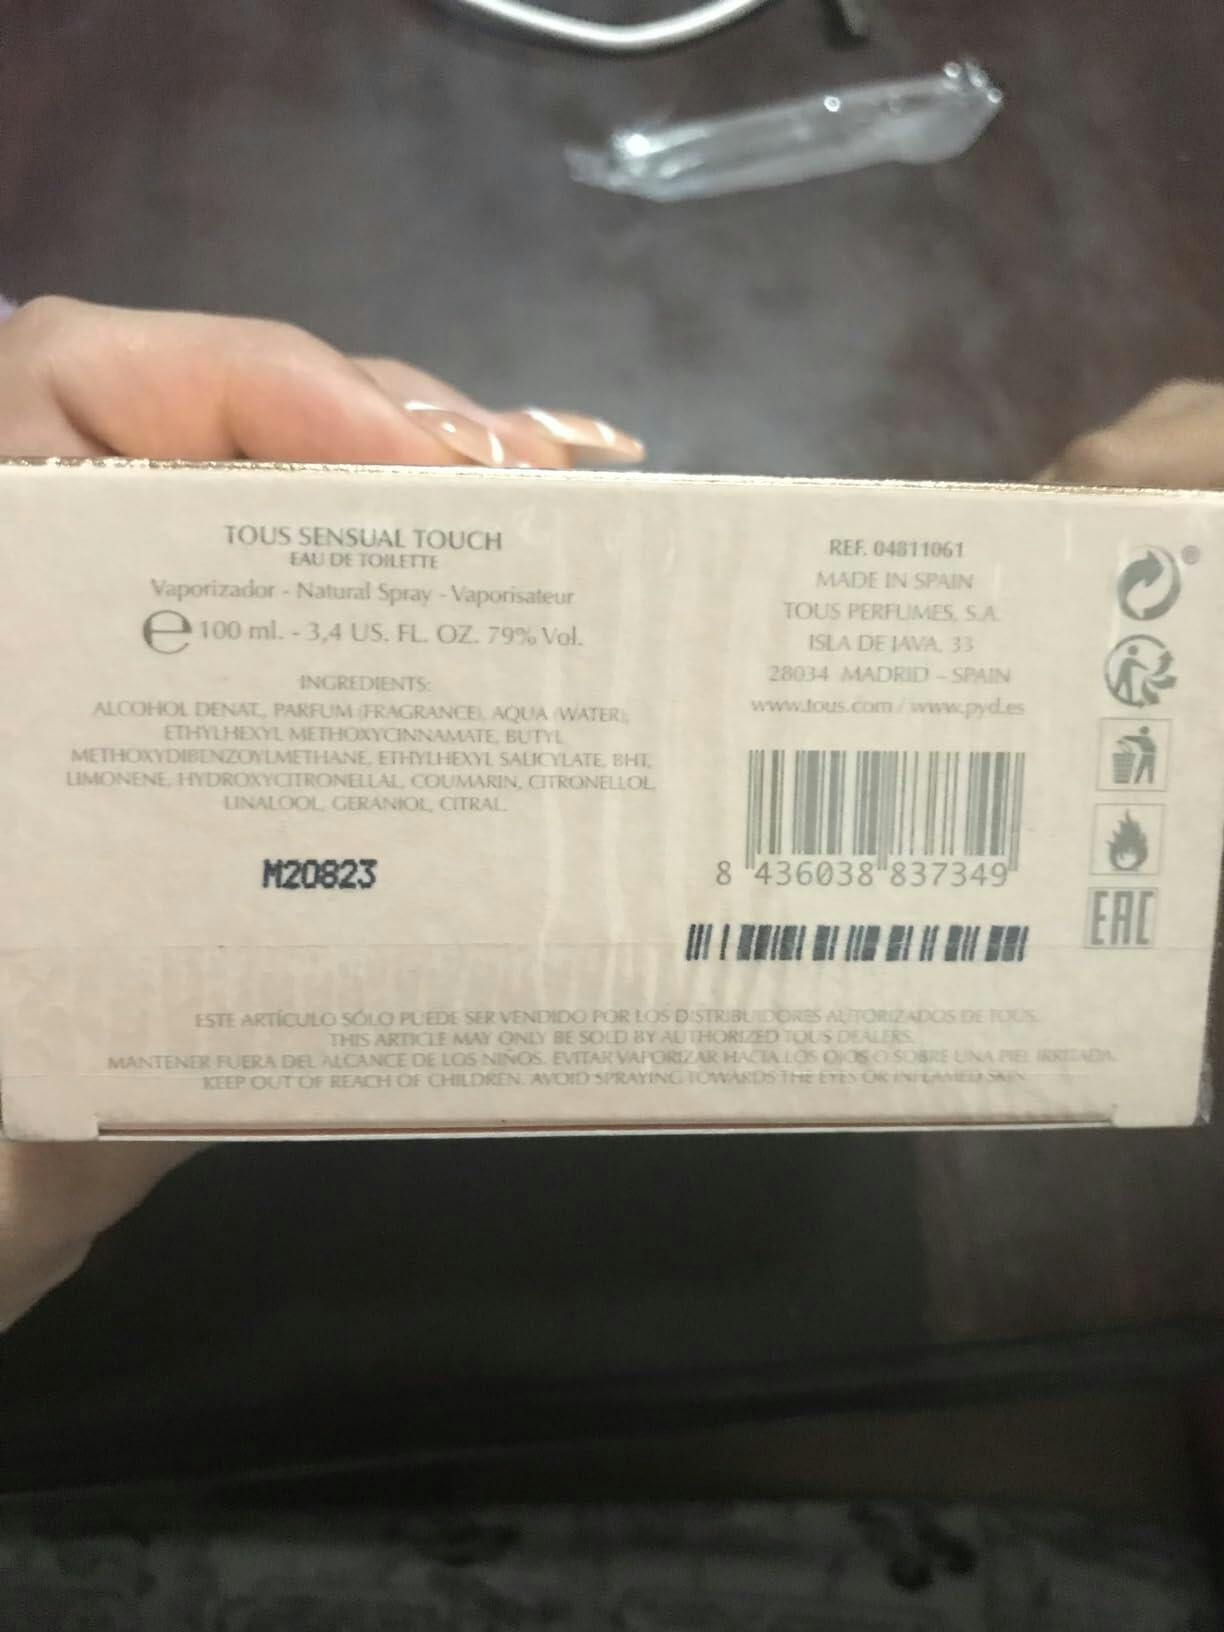 TOUS SENSUAL TOUCH
EAU DE TOILETTE
Vaporizador - Natural Spray - Vaporisateur
e 100 ml. - 3,4 US. FL. OZ. 79% Vol.
INGREDIENTS:
ALCOHOL DENAT., PARFUM (FRAGRANCE), AQUA (WATER),
ETHYLHEXYL METHOXYCINNAMATE, BUTYL
METHOXYDIBENZOYLMETHANE, ETHYLHEXYL SALICYLATE, BHT,
LIMONENE, HYDROXYCITRONELLAL, COUMARIN, CITRONELLOL,
LINALOOL, GERANIOL, CITRAL.
M20823
REF. 04811061
MADE IN SPAIN
TOUS PERFUMES, S.A.
ISLA DE JAVA, 33
28034 MADRID – SPAIN
www.tous.com / www.pyd.es
8 436038 837349
®
EAC
ESTE ARTÍCULO SÓLO PUEDE SER VENDIDO POR LOS DISTRIBUIDORES AUTORIZADOS DE TOUS.
THIS ARTICLE MAY ONLY BE SOLD BY AUTHORIZED TOUS DEALERS.
MANTENER FUERA DEL ALCANCE DE LOS NIÑOS. EVITAR VAPORIZAR HACIA LOS OJOS O SOBRE UNA PIEL IRRITADA.
KEEP OUT OF REACH OF CHILDREN. AVOID SPRAYING TOWARDS THE EYES OR INFLAMED SKIN.